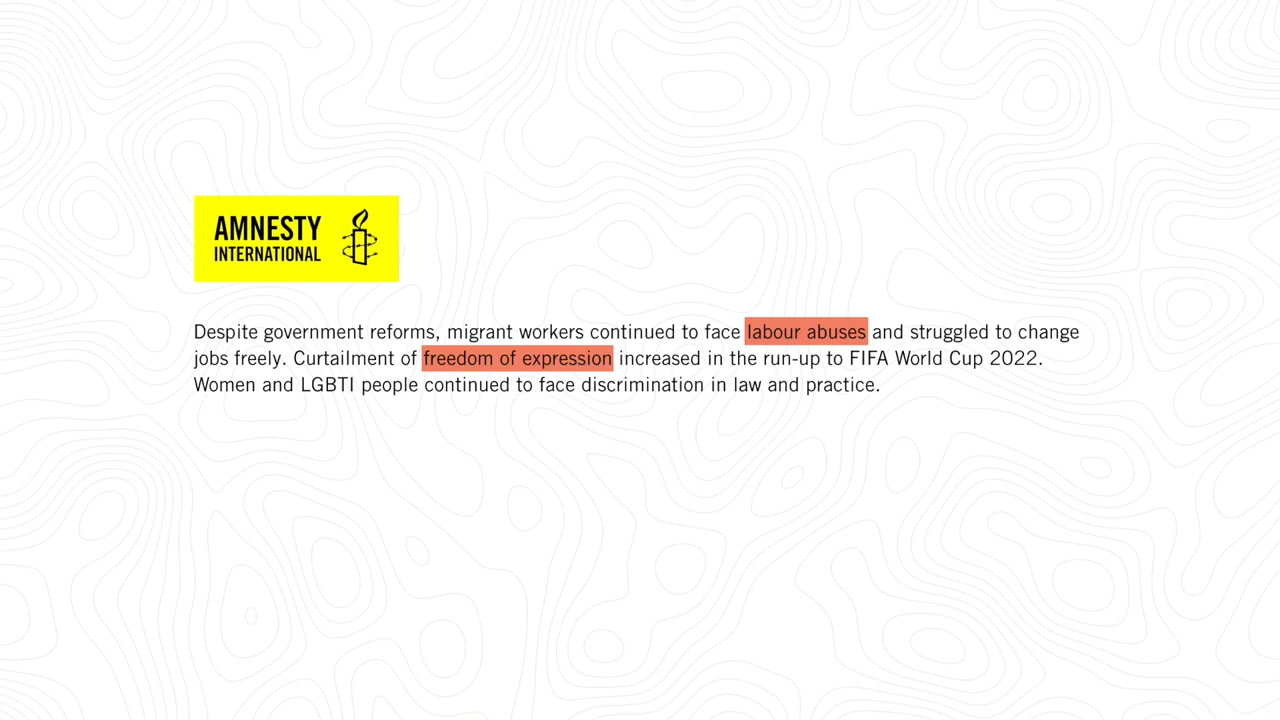 AMNESTY
INTERNATIONAL
Despite government reforms, migrant workers continued to face labour abuses and struggled to change
jobs freely. Curtailment of freedom of expression increased in the run-up to FIFA World Cup 2022.
Women and LGBTI people continued to face discrimination in law and practice.